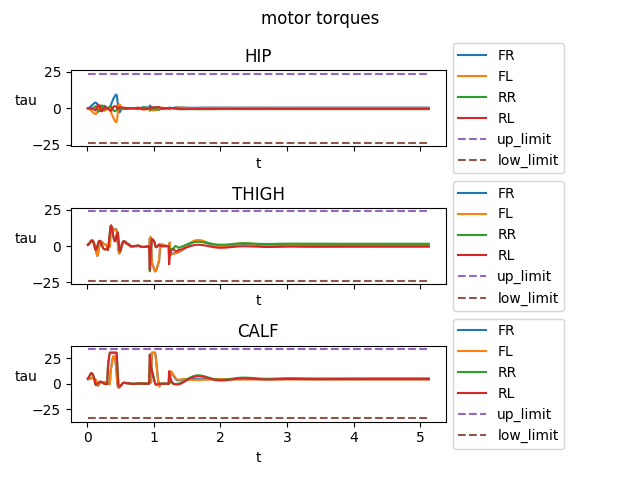 motor torques
HIP
25
0
−25
tau
t
FR
FL
RR
RL
up_limit
low_limit
THIGH
25
0
−25
tau
t
FR
FL
RR
RL
up_limit
low_limit
CALF
25
0
−25
tau
0 1 2 3 4 5
t
FR
FL
RR
RL
up_limit
low_limit